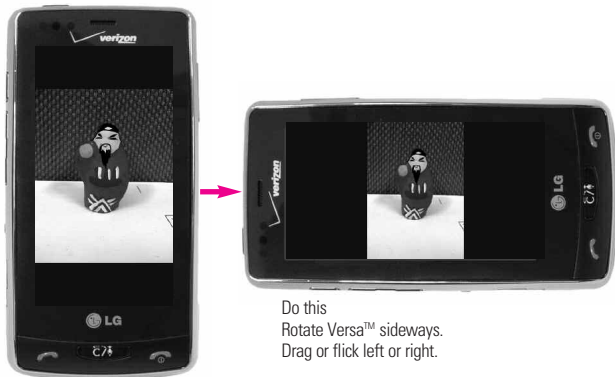 verizon
LG
verizon
LG
Do this
Rotate Versa™ sideways.
Drag or flick left or right.